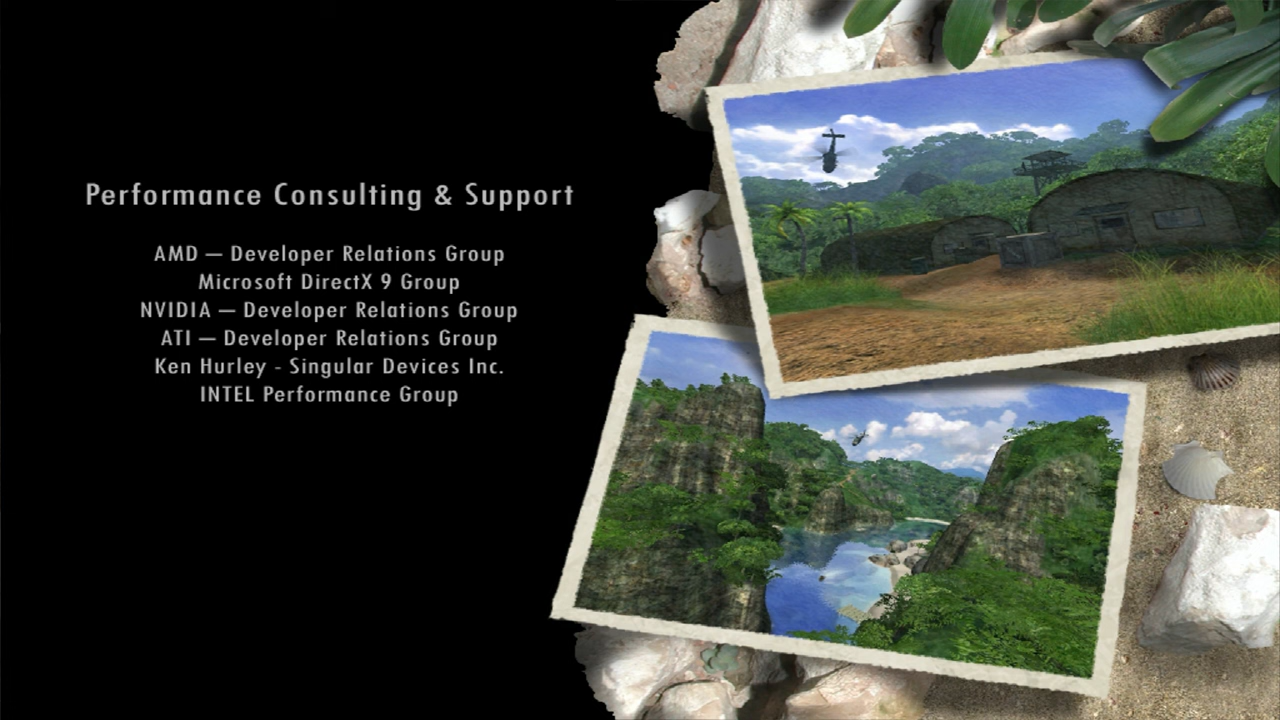 Performance Consulting & Support
AMD — Developer Relations Group
Microsoft DirectX 9 Group
NVIDIA — Developer Relations Group
ATI — Developer Relations Group
Ken Hurley - Singular Devices Inc.
INTEL Performance Group